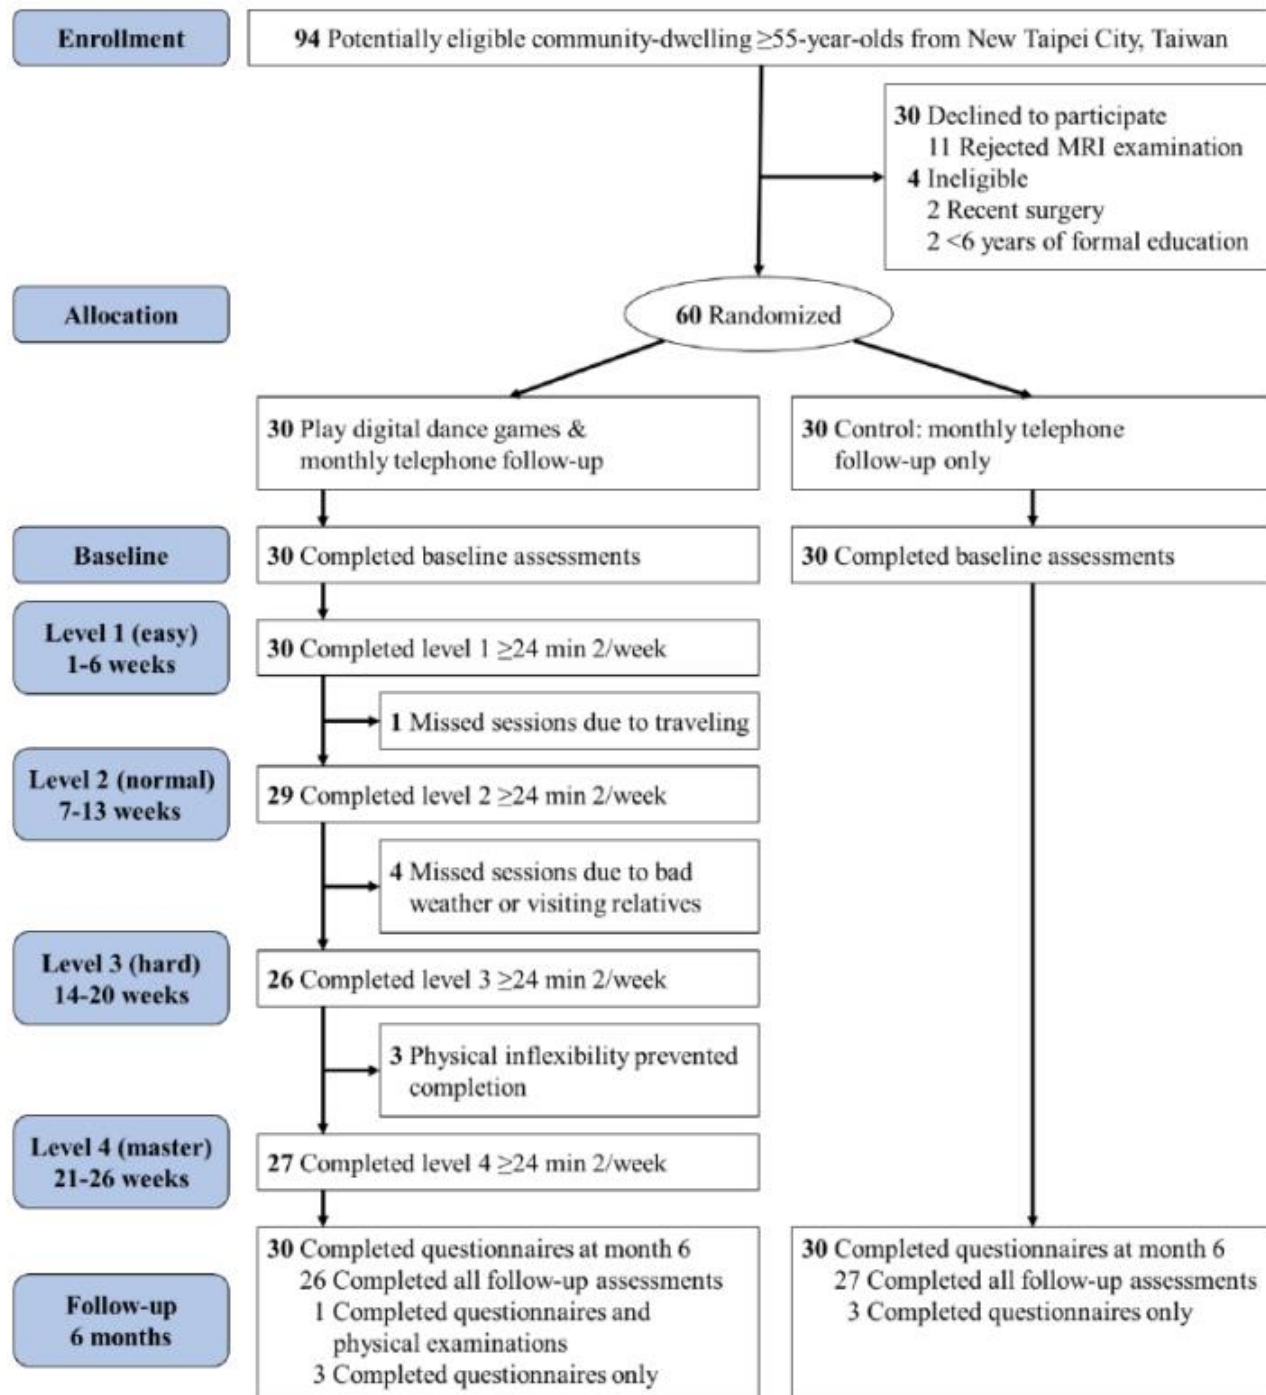 Enrollment
94 Potentially eligible community-dwelling ≥55-year-olds from New Taipei City, Taiwan
30 Declined to participate
11 Rejected MRI examination
4 Ineligible
2 Recent surgery
2 <6 years of formal education
Allocation
60 Randomized
30 Play digital dance games &
monthly telephone follow-up
30 Control: monthly telephone
follow-up only
Baseline
30 Completed baseline assessments
30 Completed baseline assessments
Level 1 (easy)
1-6 weeks
30 Completed level 1 ≥24 min 2/week
1 Missed sessions due to traveling
Level 2 (normal)
7-13 weeks
29 Completed level 2 ≥24 min 2/week
4 Missed sessions due to bad
weather or visiting relatives
Level 3 (hard)
14-20 weeks
26 Completed level 3 ≥24 min 2/week
3 Physical inflexibility prevented
completion
Level 4 (master)
21-26 weeks
27 Completed level 4 ≥24 min 2/week
Follow-up
6 months
30 Completed questionnaires at month 6
26 Completed all follow-up assessments
1 Completed questionnaires and
physical examinations
3 Completed questionnaires only
30 Completed questionnaires at month 6
27 Completed all follow-up assessments
3 Completed questionnaires only